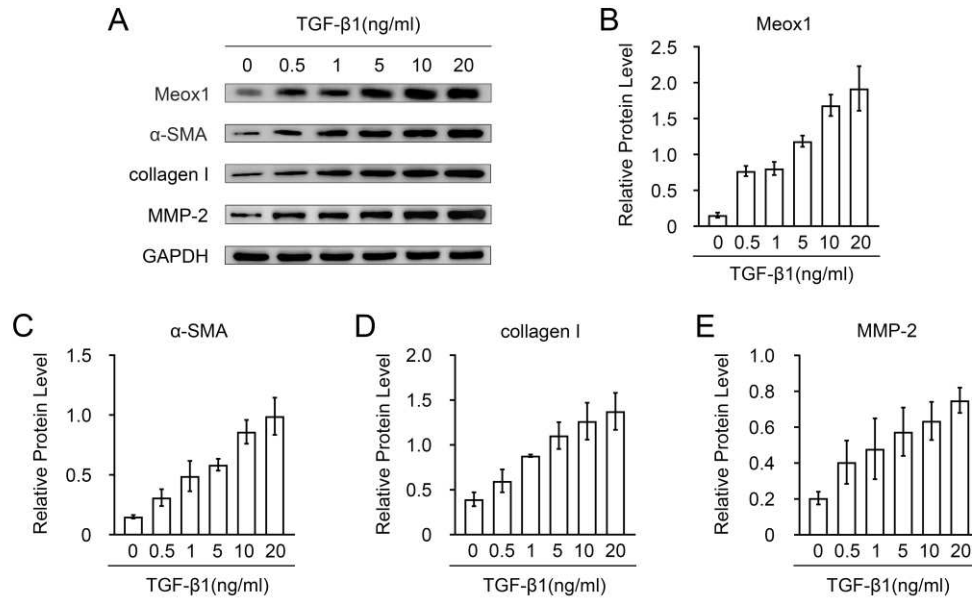 A
TGF-β1(ng/ml)
0 0.5 1 5 10 20
Meox1
α-SMA
collagen I
MMP-2
GAPDH
B
Meox1
Relative Protein Level
2.5
2.0
1.5
1.0
0.5
0
0 0.5 1 5 10 20
TGF-β1(ng/ml)
C
α-SMA
Relative Protein Level
1.5
1.0
0.5
0
0 0.5 1 5 10 20
TGF-β1(ng/ml)
D
collagen I
Relative Protein Level
2.0
1.5
1.0
0.5
0
0 0.5 1 5 10 20
TGF-β1(ng/ml)
E
MMP-2
Relative Protein Level
1.0
0.8
0.6
0.4
0.2
0
0 0.5 1 5 10 20
TGF-β1(ng/ml)